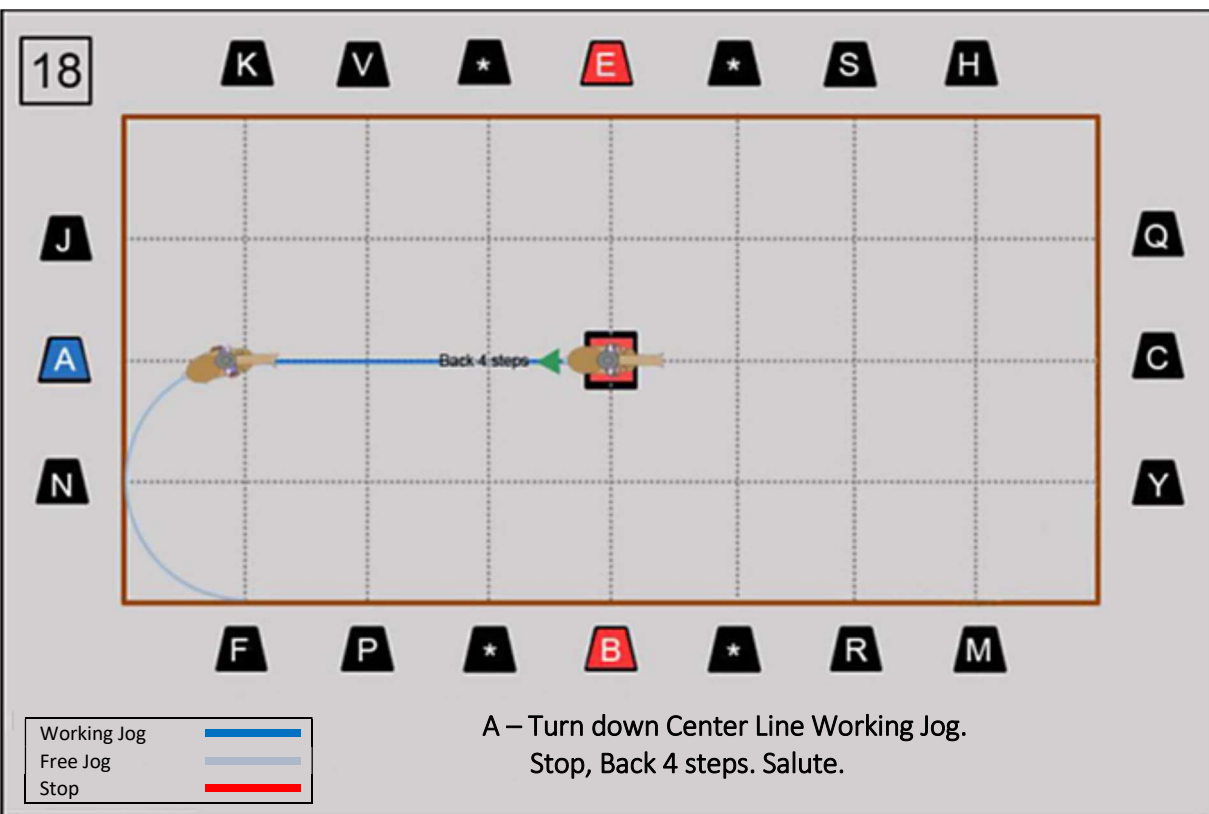 18
K V * E * S H
J
Q
A
Back 4 steps
C
N
Y
F P * B * R M
Working Jog
Free Jog
Stop
A – Turn down Center Line Working Jog.
Stop, Back 4 steps. Salute.